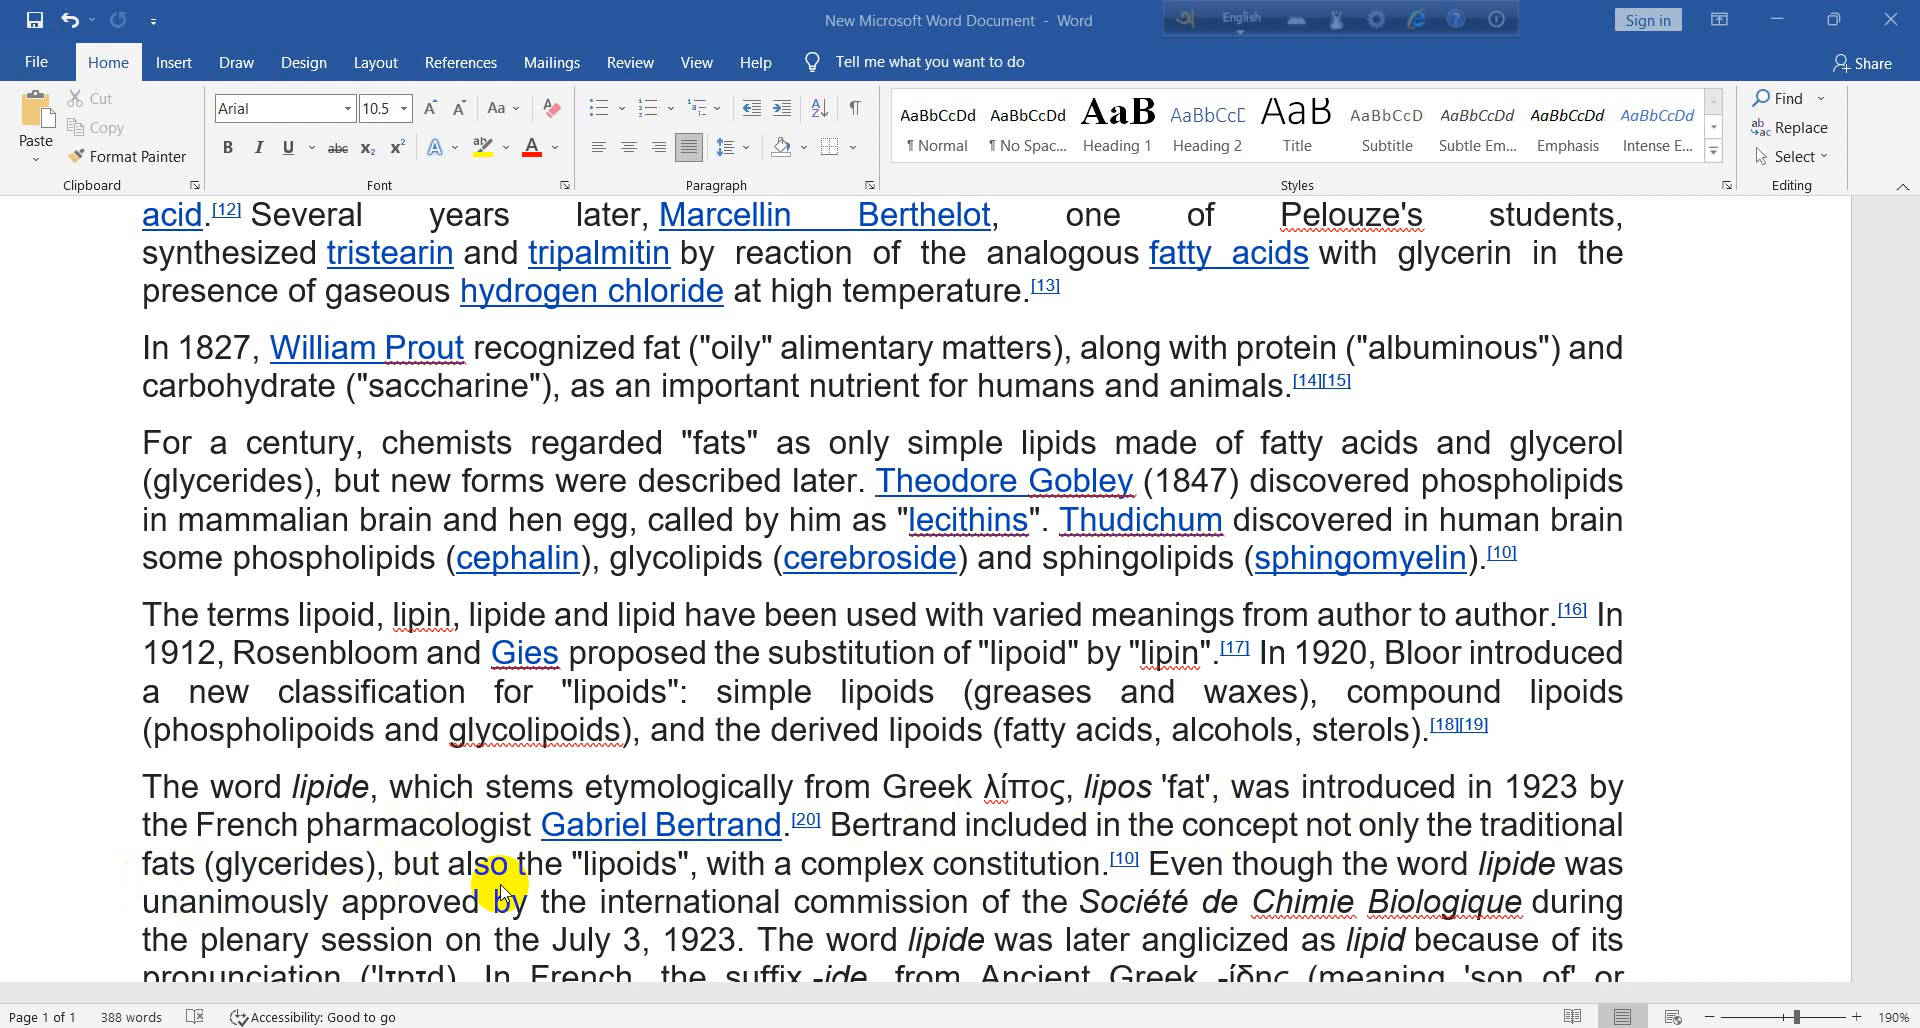 New Microsoft Word Document - Word
English
Sign in
File Home Insert Draw Design Layout References Mailings Review View Help Tell me what you want to do Share
Paste
Cut
Copy
Format Painter
Clipboard
Arial 10.5
Font
Paragraph
AaBbCcDd AaBbCcDd AaB AaBbCcC AaB AaBbCcD AaBbCcDd AaBbCcDd AaBbCcDd
¶ Normal ¶ No Spac... Heading 1 Heading 2 Title Subtitle Subtle Em... Emphasis Intense E...
Styles
Find
Replace
Select
Editing
acid.[12] Several years later, Marcellin Berthelot, one of Pelouze's students,
synthesized tristearin and tripalmitin by reaction of the analogous fatty acids with glycerin in the
presence of gaseous hydrogen chloride at high temperature.[13]
In 1827, William Prout recognized fat ("oily" alimentary matters), along with protein ("albuminous") and
carbohydrate ("saccharine"), as an important nutrient for humans and animals.[14][15]
For a century, chemists regarded "fats" as only simple lipids made of fatty acids and glycerol
(glycerides), but new forms were described later. Theodore Gobley (1847) discovered phospholipids
in mammalian brain and hen egg, called by him as "lecithins". Thudichum discovered in human brain
some phospholipids (cephalin), glycolipids (cerebroside) and sphingolipids (sphingomyelin).[10]
The terms lipoid, lipin, lipide and lipid have been used with varied meanings from author to author.[16] In
1912, Rosenbloom and Gies proposed the substitution of "lipoid" by "lipin".[17] In 1920, Bloor introduced
a new classification for "lipoids": simple lipoids (greases and waxes), compound lipoids
(phospholipoids and glycolipoids), and the derived lipoids (fatty acids, alcohols, sterols).[18][19]
The word lipide, which stems etymologically from Greek λίπος, lipos 'fat', was introduced in 1923 by
the French pharmacologist Gabriel Bertrand.[20] Bertrand included in the concept not only the traditional
fats (glycerides), but also the "lipoids", with a complex constitution.[10] Even though the word lipide was
unanimously approved by the international commission of the Société de Chimie Biologique during
the plenary session on the July 3, 1923. The word lipide was later anglicized as lipid because of its
pronunciation ('lɪpɪd). In French, the suffix -ide, from Ancient Greek -ίδης (meaning 'son of' or
Page 1 of 1 388 words Accessibility: Good to go 190%